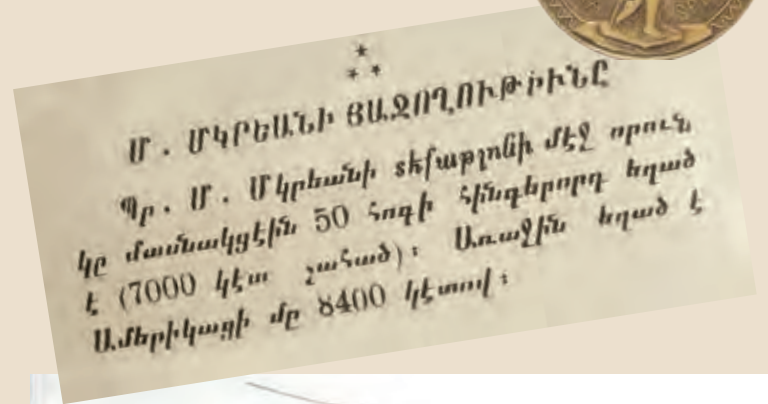 Մ. ՄԿՐԵԱՆԻ ՅԱՋՈՂՈՒԹԻՒՆԸ
Պր. Մ. Մկրեանի տէֆաթլոնի մէջ որուն
կը մասնակցէին 50 հոգի հինգերորդ եղած
է (7000 կէտ շահած)։ Առաջին եղած է
Ամերիկացի մը 8400 կէտով։